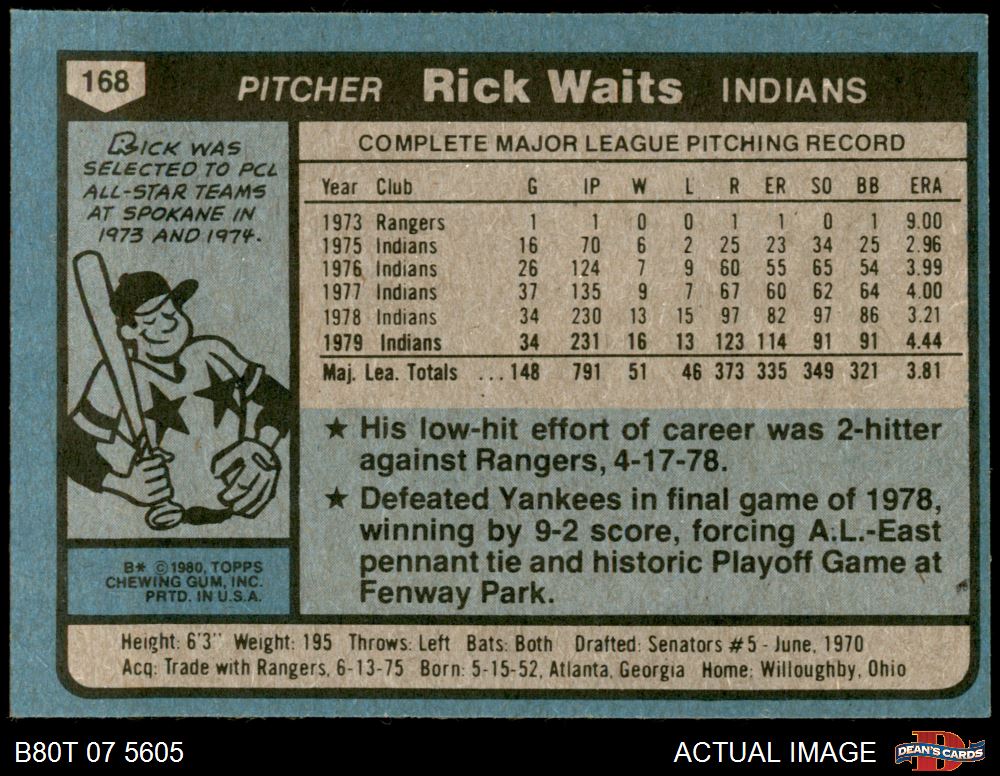 168 PITCHER Rick Waits INDIANS
RICK WAS
SELECTED TO PCL
ALL-STAR TEAMS
AT SPOKANE IN
1973 AND 1974.
COMPLETE MAJOR LEAGUE PITCHING RECORD
Year Club G IP W L R ER SO BB ERA
1973 Rangers 1 1 0 0 1 1 0 1 9.00
1975 Indians 16 70 6 2 25 23 34 25 2.96
1976 Indians 26 124 7 9 60 55 65 54 3.99
1977 Indians 37 135 9 7 67 60 62 64 4.00
1978 Indians 34 230 13 15 97 82 97 86 3.21
1979 Indians 34 231 16 13 123 114 91 91 4.44
Maj. Lea. Totals ...148 791 51 46 373 335 349 321 3.81
★ His low-hit effort of career was 2-hitter
against Rangers, 4-17-78.
★ Defeated Yankees in final game of 1978,
winning by 9-2 score, forcing A.L.-East
pennant tie and historic Playoff Game at
Fenway Park.
B* ©1980, TOPPS
CHEWING GUM, INC.
PRTD. IN U.S.A.
Height: 6'3" Weight: 195 Throws: Left Bats: Both Drafted: Senators #5 - June, 1970
Acq: Trade with Rangers, 6-13-75 Born: 5-15-52, Atlanta, Georgia Home: Willoughby, Ohio
B80T 07 5605 ACTUAL IMAGE DEAN'S CARDS